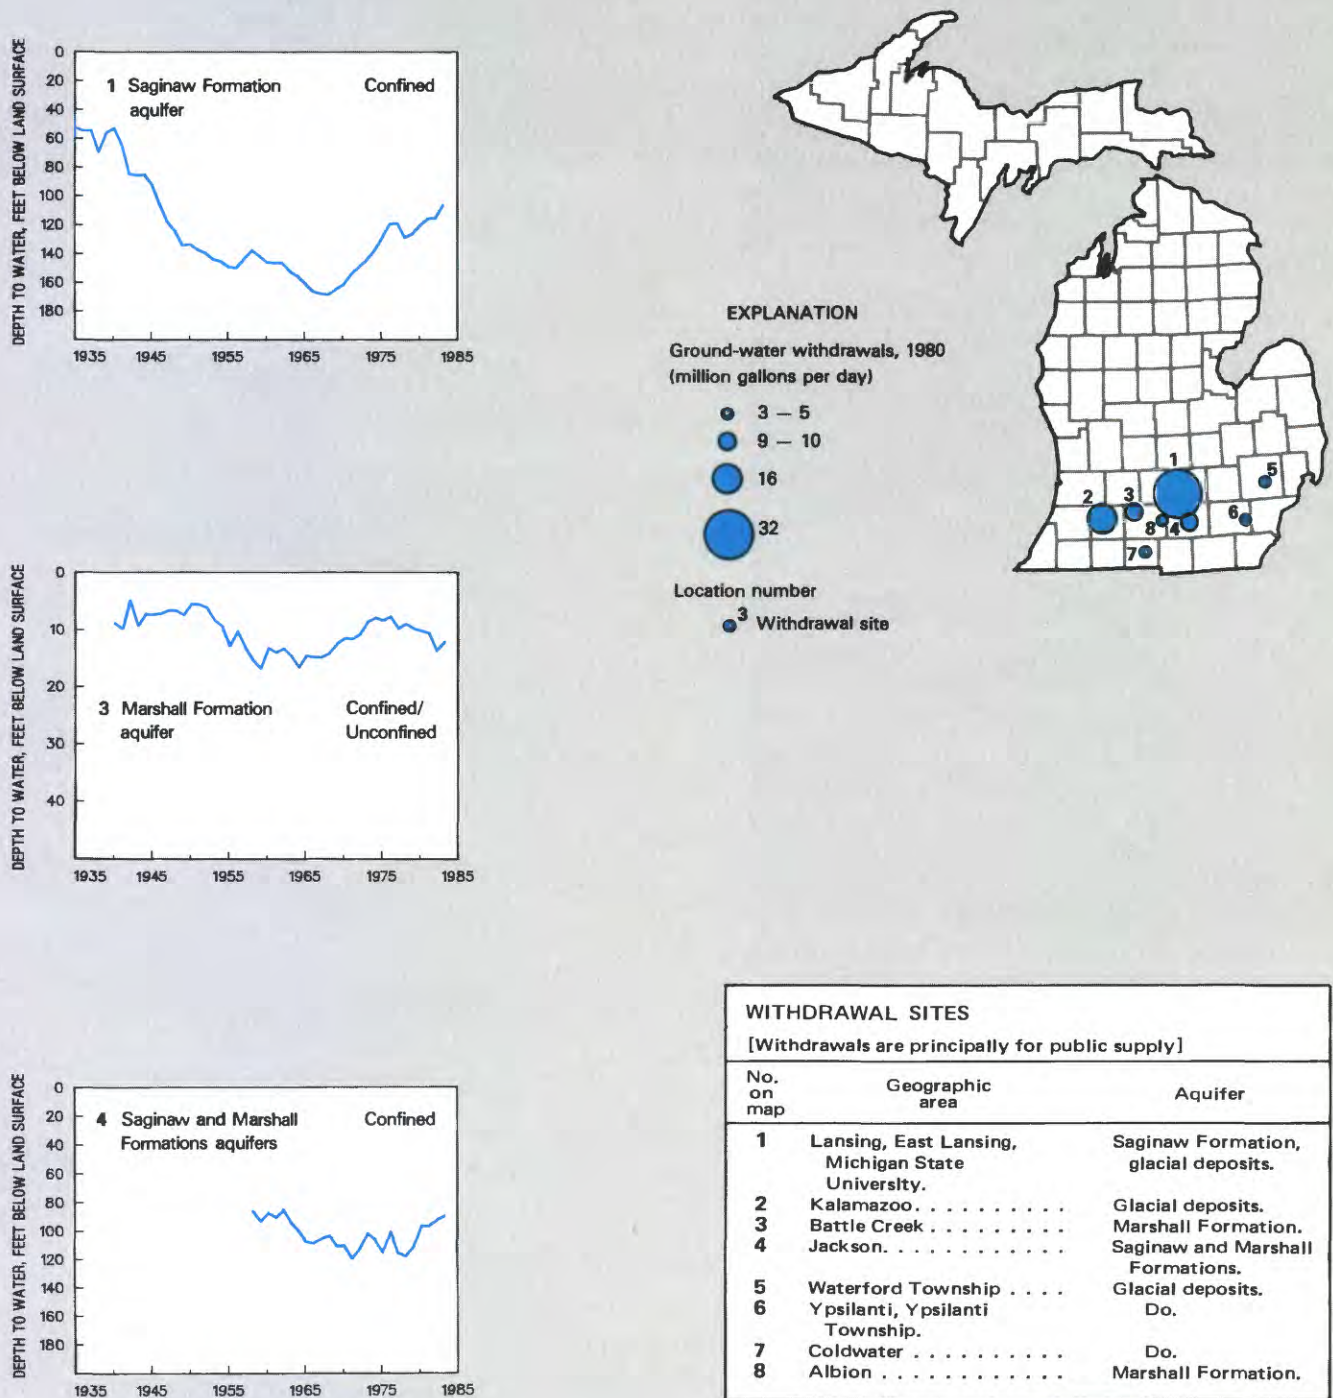 DEPTH TO WATER, FEET BELOW LAND SURFACE
0
20
40
60
80
100
120
140
160
180
1 Saginaw Formation
aquifer
Confined
1935 1945 1955 1965 1975 1985
DEPTH TO WATER, FEET BELOW LAND SURFACE
0
10
20
30
40
3 Marshall Formation
aquifer
Confined/
Unconfined
1935 1945 1955 1965 1975 1985
DEPTH TO WATER, FEET BELOW LAND SURFACE
0
20
40
60
80
100
120
140
160
180
4 Saginaw and Marshall
Formations aquifers
Confined
1935 1945 1955 1965 1975 1985
EXPLANATION
Ground-water withdrawals, 1980
(million gallons per day)
3 – 5
9 – 10
16
32
Location number
3 Withdrawal site
1
2
3
8
4
5
6
7
WITHDRAWAL SITES
[Withdrawals are principally for public supply]
No. on map Geographic area Aquifer
1 Lansing, East Lansing, Saginaw Formation,
Michigan State glacial deposits.
University.
2 Kalamazoo. . . . . . . . . . Glacial deposits.
3 Battle Creek . . . . . . . . . Marshall Formation.
4 Jackson. . . . . . . . . . . . Saginaw and Marshall
Formations.
5 Waterford Township . . . . Glacial deposits.
6 Ypsilanti, Ypsilanti Do.
Township.
7 Coldwater . . . . . . . . . . Do.
8 Albion . . . . . . . . . . . . Marshall Formation.